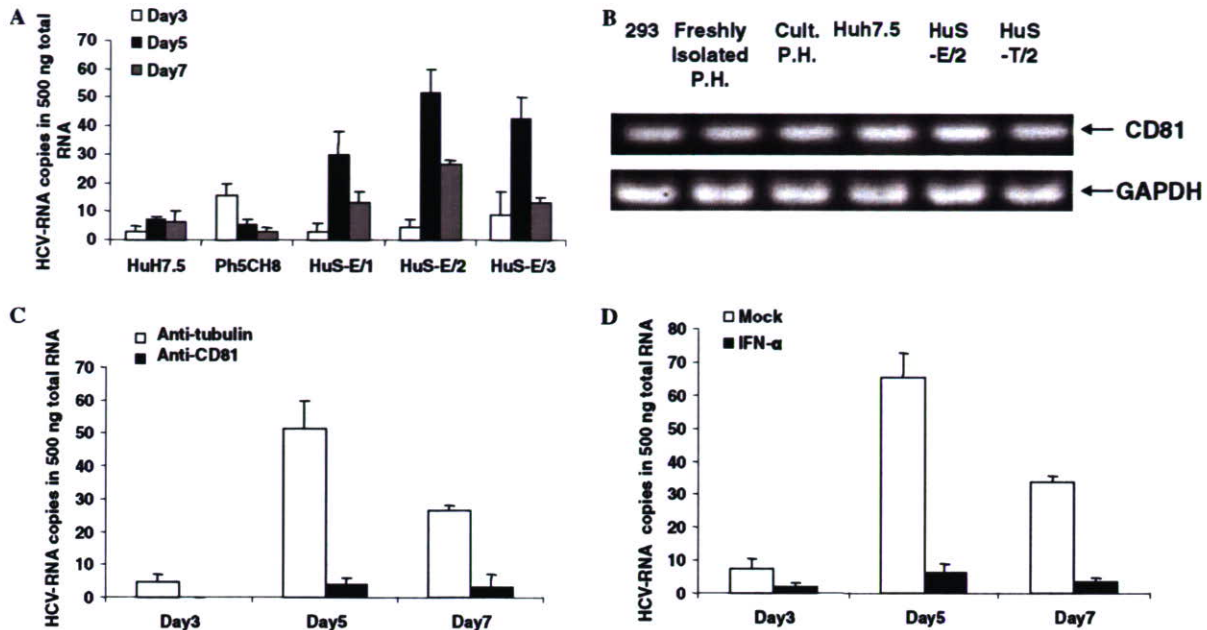 A
Day3
Day5
Day7
HCV-RNA copies in 500 ng total
RNA
60
50
40
30
20
10
0
HuH7.5 Ph5CH8 HuS-E/1 HuS-E/2 HuS-E/3
B
293 Freshly Cult. Huh7.5 HuS HuS
Isolated P.H. -E/2 -T/2
P.H.
CD81
GAPDH
C
Anti-tubulin
Anti-CD81
HCV-RNA copies in 500 ng total RNA
70
60
50
40
30
20
10
0
Day3 Day5 Day7
D
Mock
IFN-α
HCV-RNA copies in 500 ng total RNA
80
70
60
50
40
30
20
10
0
Day3 Day5 Day7